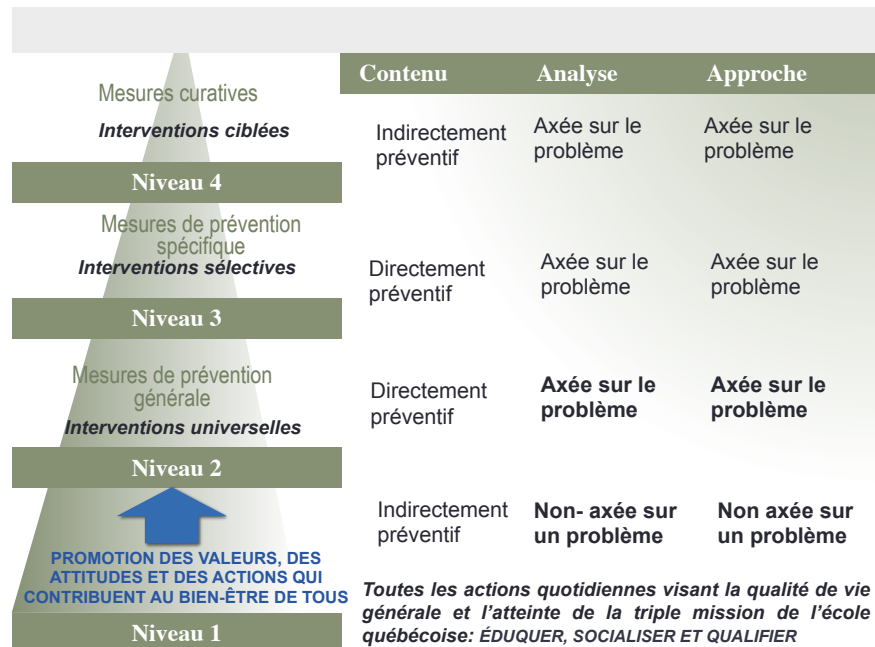 Contenu Analyse Approche
Mesures curatives
Interventions ciblées
Indirectement
préventif
Axée sur le
problème
Axée sur le
problème
Niveau 4
Mesures de prévention
spécifique
Interventions sélectives
Directement
préventif
Axée sur le
problème
Axée sur le
problème
Niveau 3
Mesures de prévention
générale
Interventions universelles
Directement
préventif
Axée sur le
problème
Axée sur le
problème
Niveau 2
PROMOTION DES VALEURS, DES
ATTITUDES ET DES ACTIONS QUI
CONTRIBUENT AU BIEN-ÊTRE DE TOUS
Indirectement
préventif
Non- axée sur
un problème
Non axée sur
un problème
Toutes les actions quotidiennes visant la qualité de vie
générale et l’atteinte de la triple mission de l’école
québécoise: ÉDUQUER, SOCIALISER ET QUALIFIER
Niveau 1